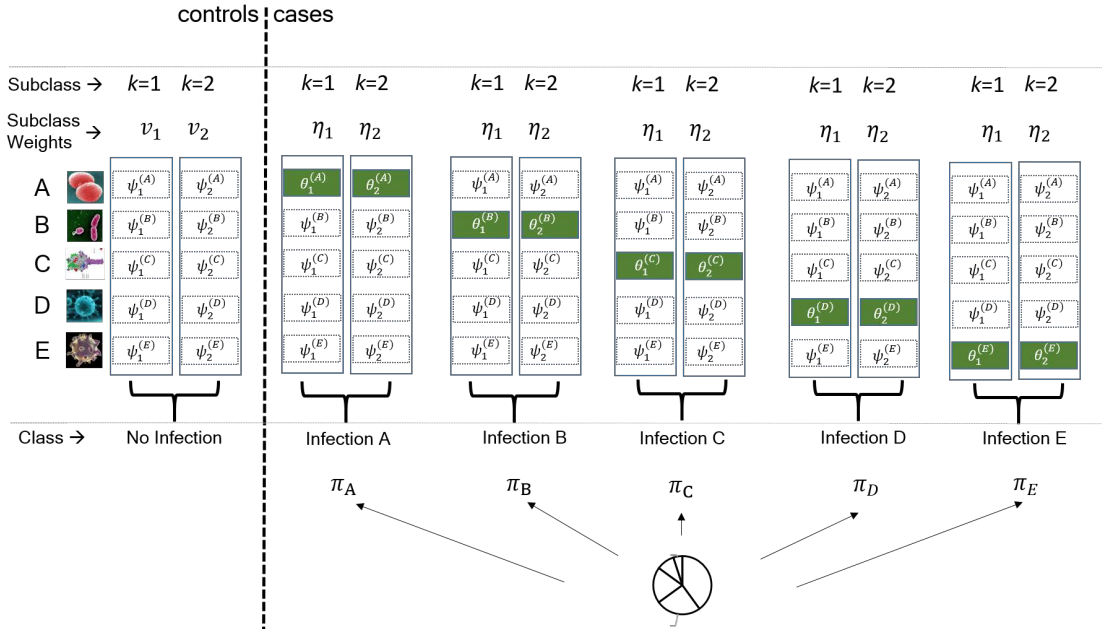 controls cases
Subclass → k=1 k=2 k=1 k=2 k=1 k=2 k=1 k=2 k=1 k=2 k=1 k=2
Subclass
Weights → ν₁ ν₂ η₁ η₂ η₁ η₂ η₁ η₂ η₁ η₂ η₁ η₂
A ψ₁^(A) ψ₂^(A) θ₁^(A) θ₂^(A) ψ₁^(A) ψ₂^(A) ψ₁^(A) ψ₂^(A) ψ₁^(A) ψ₂^(A) ψ₁^(A) ψ₂^(A)
B ψ₁^(B) ψ₂^(B) ψ₁^(B) ψ₂^(B) θ₁^(B) θ₂^(B) ψ₁^(B) ψ₂^(B) ψ₁^(B) ψ₂^(B) ψ₁^(B) ψ₂^(B)
C ψ₁^(C) ψ₂^(C) ψ₁^(C) ψ₂^(C) ψ₁^(C) ψ₂^(C) θ₁^(C) θ₂^(C) ψ₁^(C) ψ₂^(C) ψ₁^(C) ψ₂^(C)
D ψ₁^(D) ψ₂^(D) ψ₁^(D) ψ₂^(D) ψ₁^(D) ψ₂^(D) ψ₁^(D) ψ₂^(D) θ₁^(D) θ₂^(D) ψ₁^(D) ψ₂^(D)
E ψ₁^(E) ψ₂^(E) ψ₁^(E) ψ₂^(E) ψ₁^(E) ψ₂^(E) ψ₁^(E) ψ₂^(E) ψ₁^(E) ψ₂^(E) θ₁^(E) θ₂^(E)
Class → No Infection Infection A Infection B Infection C Infection D Infection E
π_A π_B π_C π_D π_E